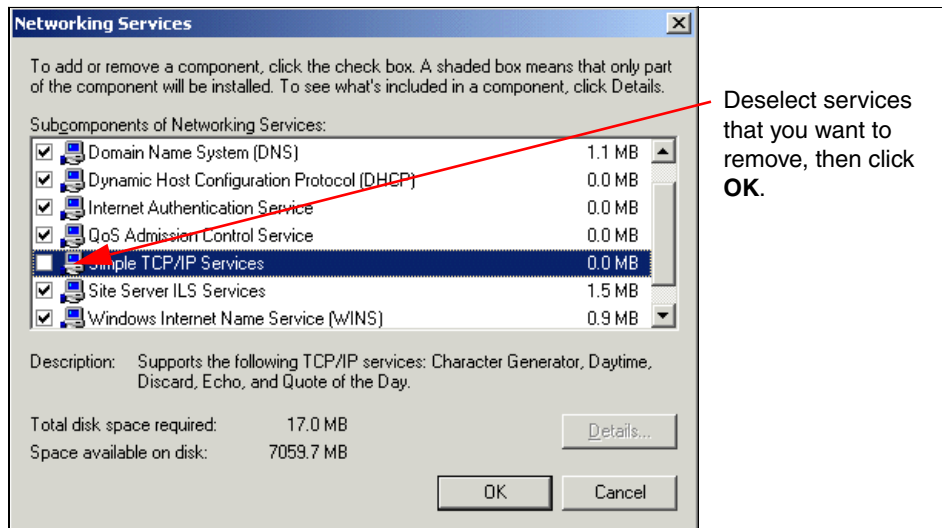 Networking Services
To add or remove a component, click the check box. A shaded box means that only part
of the component will be installed. To see what's included in a component, click Details.
Subcomponents of Networking Services:
Domain Name System (DNS) 1.1 MB
Dynamic Host Configuration Protocol (DHCP) 0.0 MB
Internet Authentication Service 0.0 MB
QoS Admission Control Service 0.0 MB
Simple TCP/IP Services 0.0 MB
Site Server ILS Services 1.5 MB
Windows Internet Name Service (WINS) 0.9 MB
Description: Supports the following TCP/IP services: Character Generator, Daytime,
Discard, Echo, and Quote of the Day.
Total disk space required: 17.0 MB
Space available on disk: 7059.7 MB
Details...
OK Cancel
Deselect services
that you want to
remove, then click
OK.